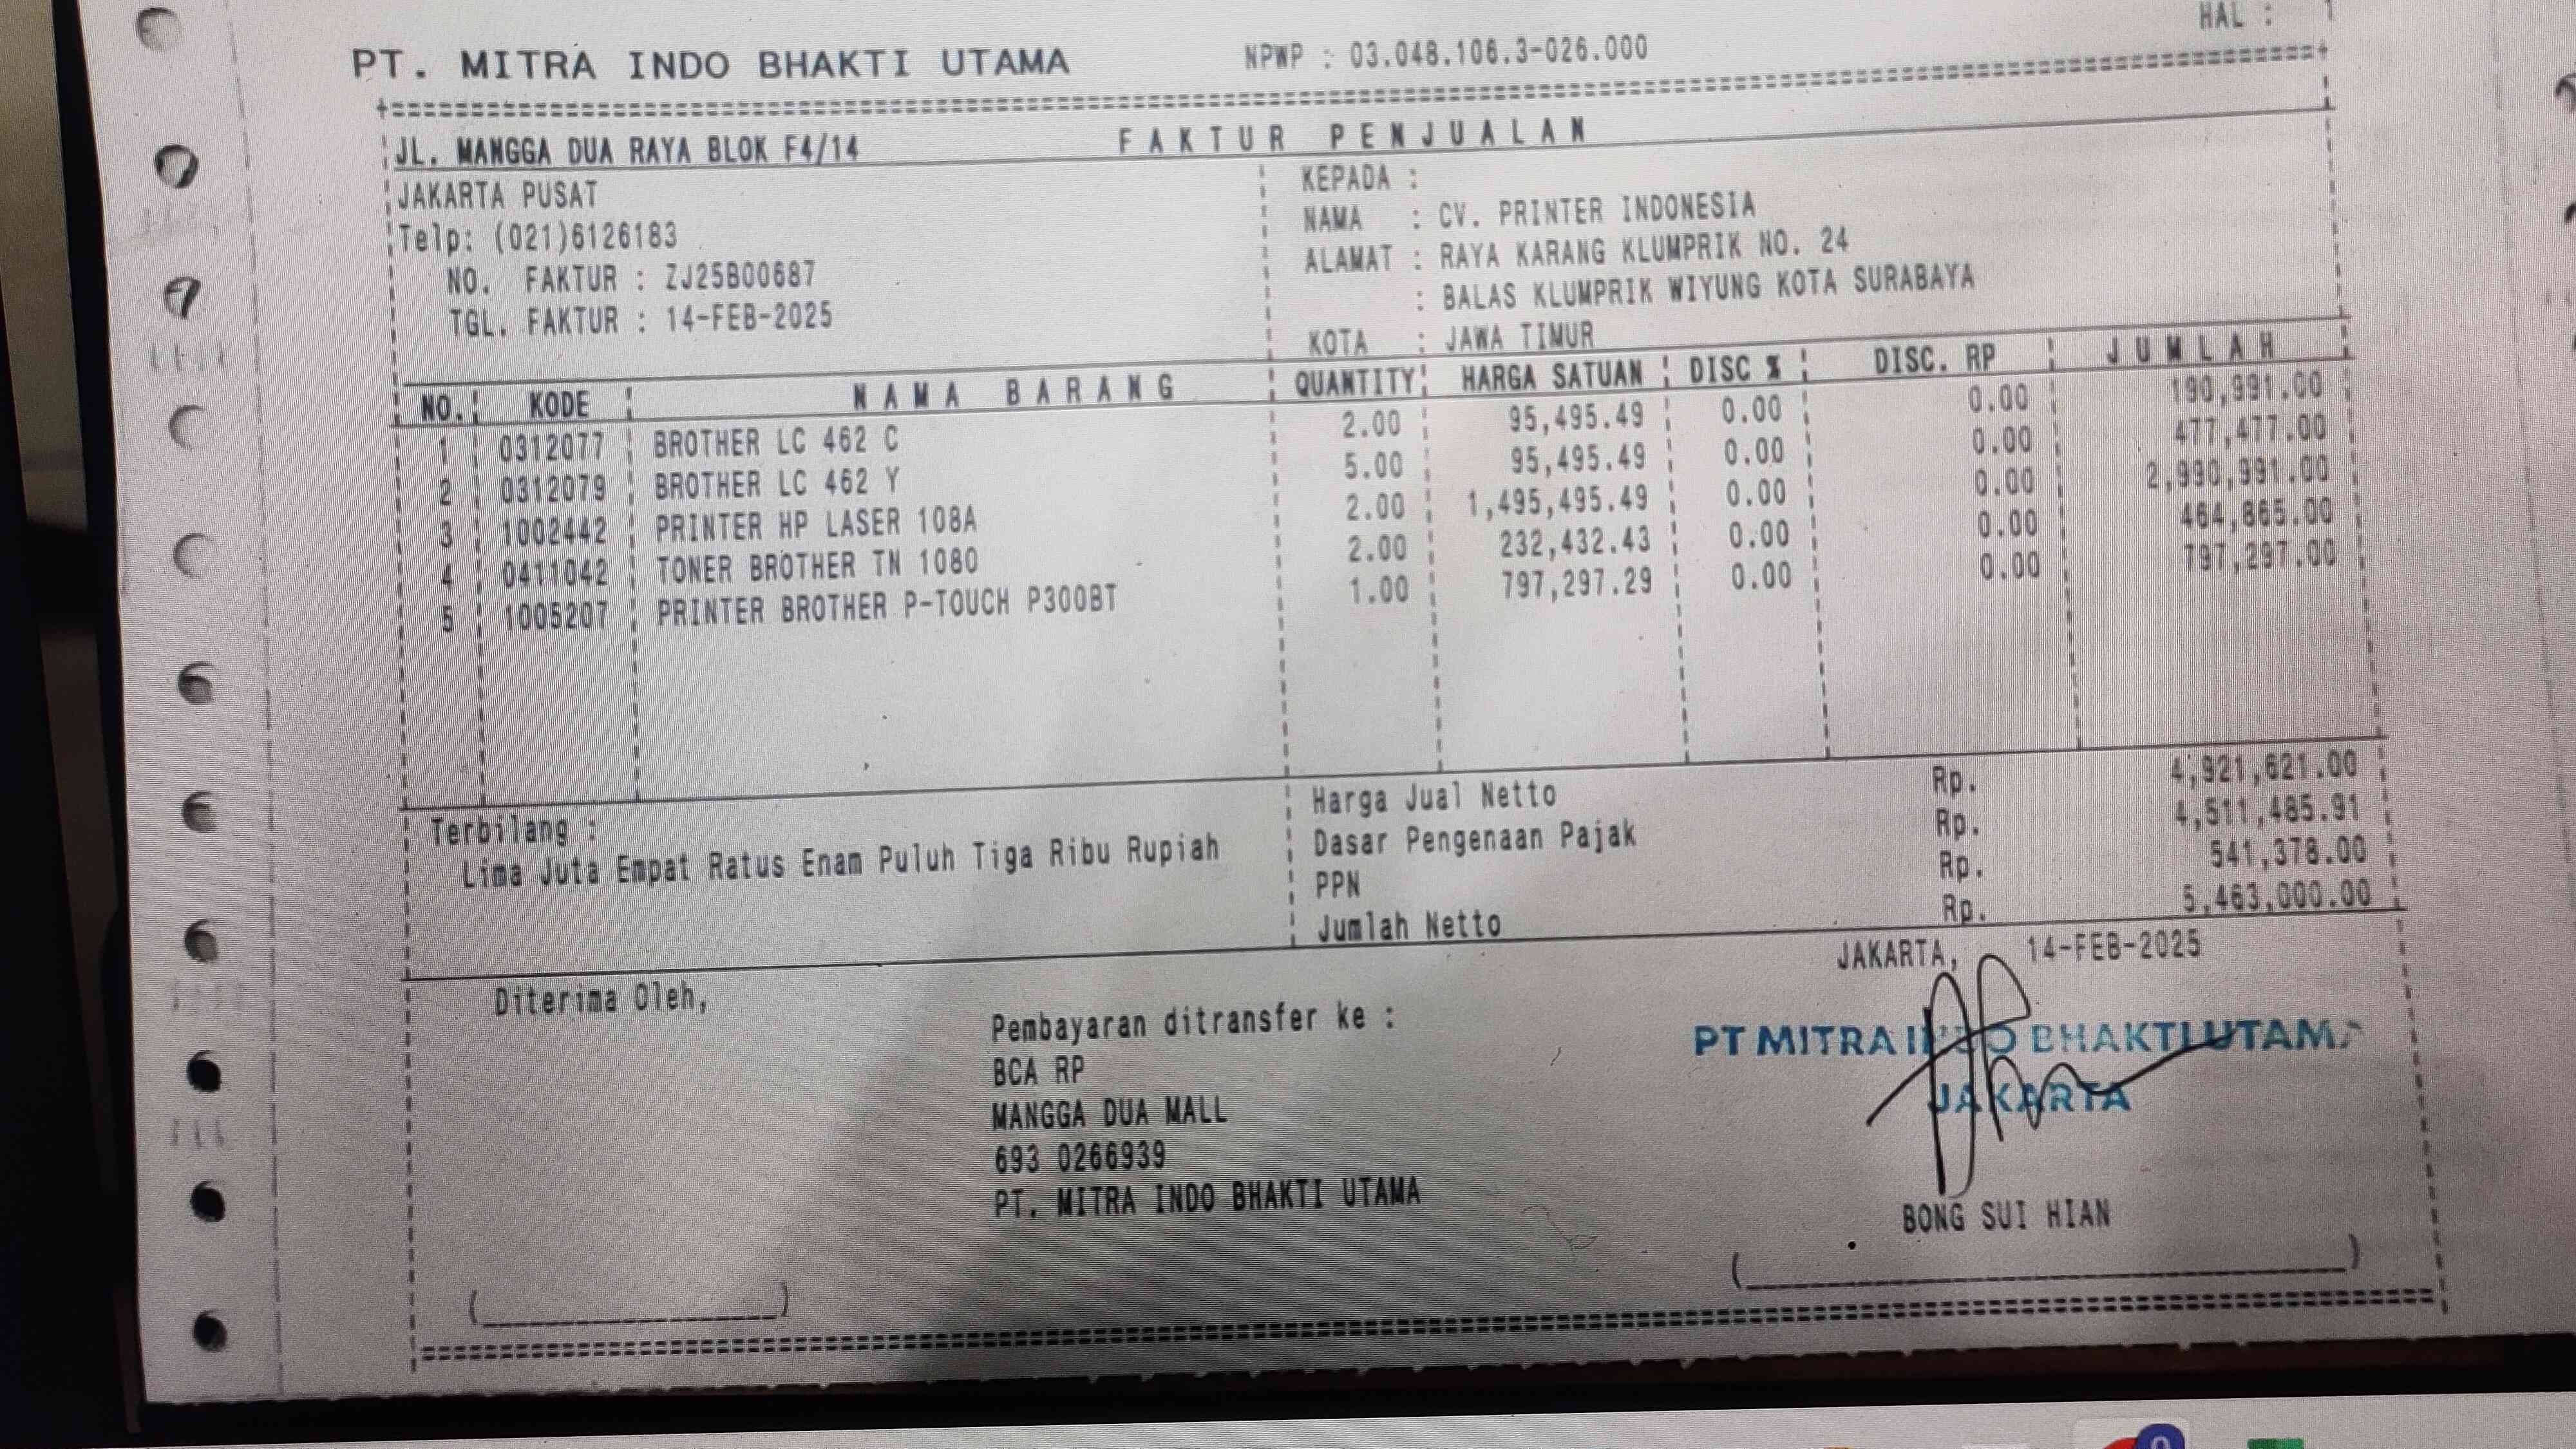 HAL :
PT. MITRA INDO BHAKTI UTAMA NPWP : 03.048.106.3-026.000
JL. MANGGA DUA RAYA BLOK F4/14 FAKTUR PENJUALAN
JAKARTA PUSAT
Telp: (021)6126183
NO. FAKTUR : ZJ25B00687
TGL. FAKTUR : 14-FEB-2025
KEPADA :
NAMA : CV. PRINTER INDONESIA
ALAMAT : RAYA KARANG KLUMPRIK NO. 24
: BALAS KLUMPRIK WIYUNG KOTA SURABAYA
KOTA : JAWA TIMUR
NO. KODE NAMA BARANG QUANTITY HARGA SATUAN DISC % DISC. RP JUMLAH
1 0312077 BROTHER LC 462 C 2.00 95,495.49 0.00 0.00 190,991.00
2 0312079 BROTHER LC 462 Y 5.00 95,495.49 0.00 0.00 477,477.00
3 1002442 PRINTER HP LASER 108A 2.00 1,495,495.49 0.00 0.00 2,990,991.00
4 0411042 TONER BROTHER TN 1080 2.00 232,432.43 0.00 0.00 464,865.00
5 1005207 PRINTER BROTHER P-TOUCH P300BT 1.00 797,297.29 0.00 0.00 797,297.00
Terbilang :
Lima Juta Empat Ratus Enam Puluh Tiga Ribu Rupiah
Harga Jual Netto Rp. 4,921,621.00
Dasar Pengenaan Pajak Rp. 4,511,485.91
PPN Rp. 541,378.00
Jumlah Netto Rp. 5,463,000.00
JAKARTA, 14-FEB-2025
Diterima Oleh,
Pembayaran ditransfer ke :
BCA RP
MANGGA DUA MALL
693 0266939
PT. MITRA INDO BHAKTI UTAMA
PT MITRA INDO BHAKTI UTAMA
JAKARTA
BONG SUI HIAN